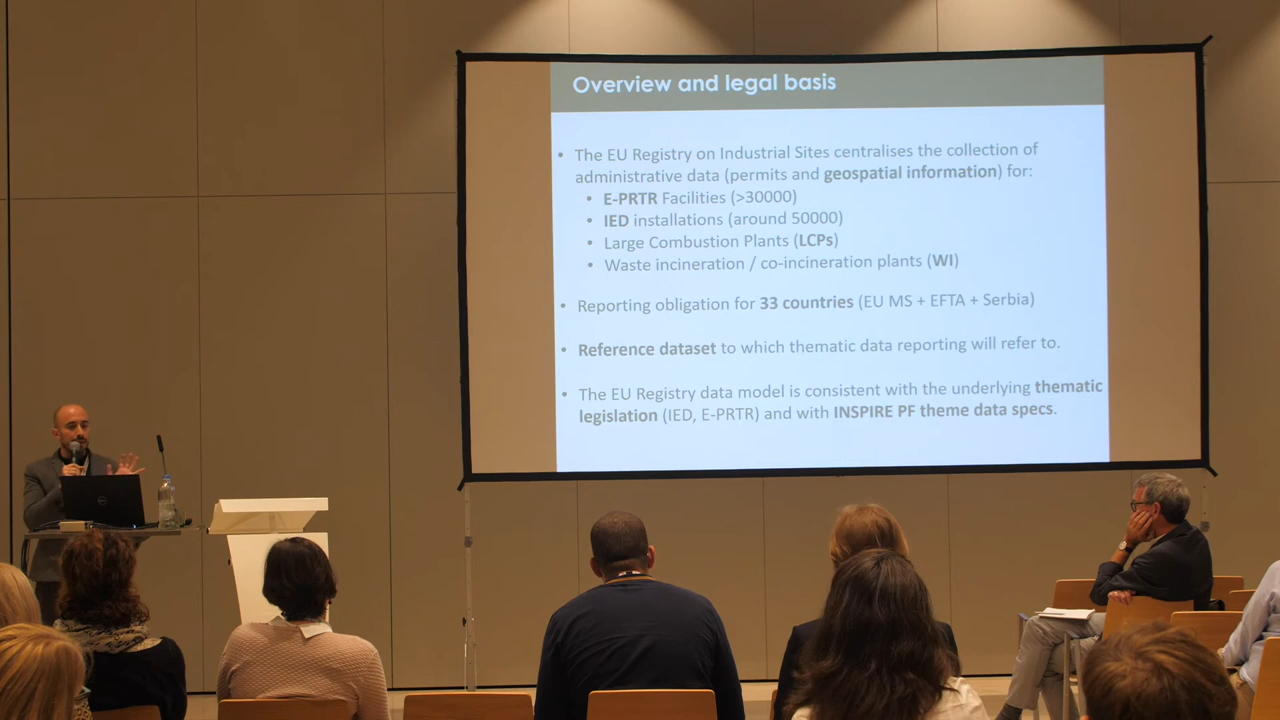 Overview and legal basis
• The EU Registry on Industrial Sites centralises the collection of
administrative data (permits and geospatial information) for:
• E-PRTR Facilities (>30000)
• IED installations (around 50000)
• Large Combustion Plants (LCPs)
• Waste incineration / co-incineration plants (WI)
• Reporting obligation for 33 countries (EU MS + EFTA + Serbia)
• Reference dataset to which thematic data reporting will refer to.
• The EU Registry data model is consistent with the underlying thematic
legislation (IED, E-PRTR) and with INSPIRE PF theme data specs.